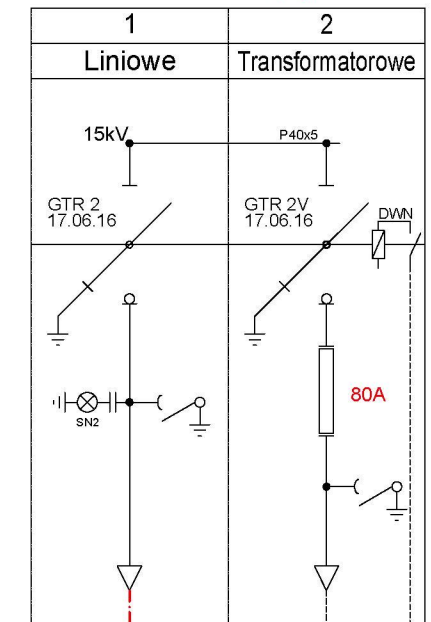 1
2
Liniowe
Transformatorowe
15kV
P40x5
GTR 2
17.06.16
GTR 2V
17.06.16
DWN
80A
SN2